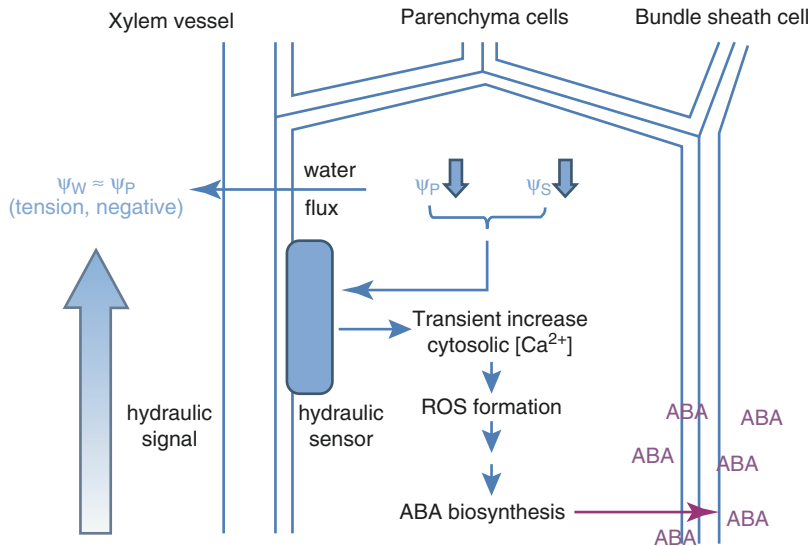 Xylem vessel
Parenchyma cells
Bundle sheath cell
water
flux
ψW ≈ ψP
(tension, negative)
ψP
ψS
Transient increase
cytosolic [Ca2+]
ROS formation
hydraulic
signal
hydraulic
sensor
ABA biosynthesis
ABA
ABA
ABA
ABA
ABA
ABA